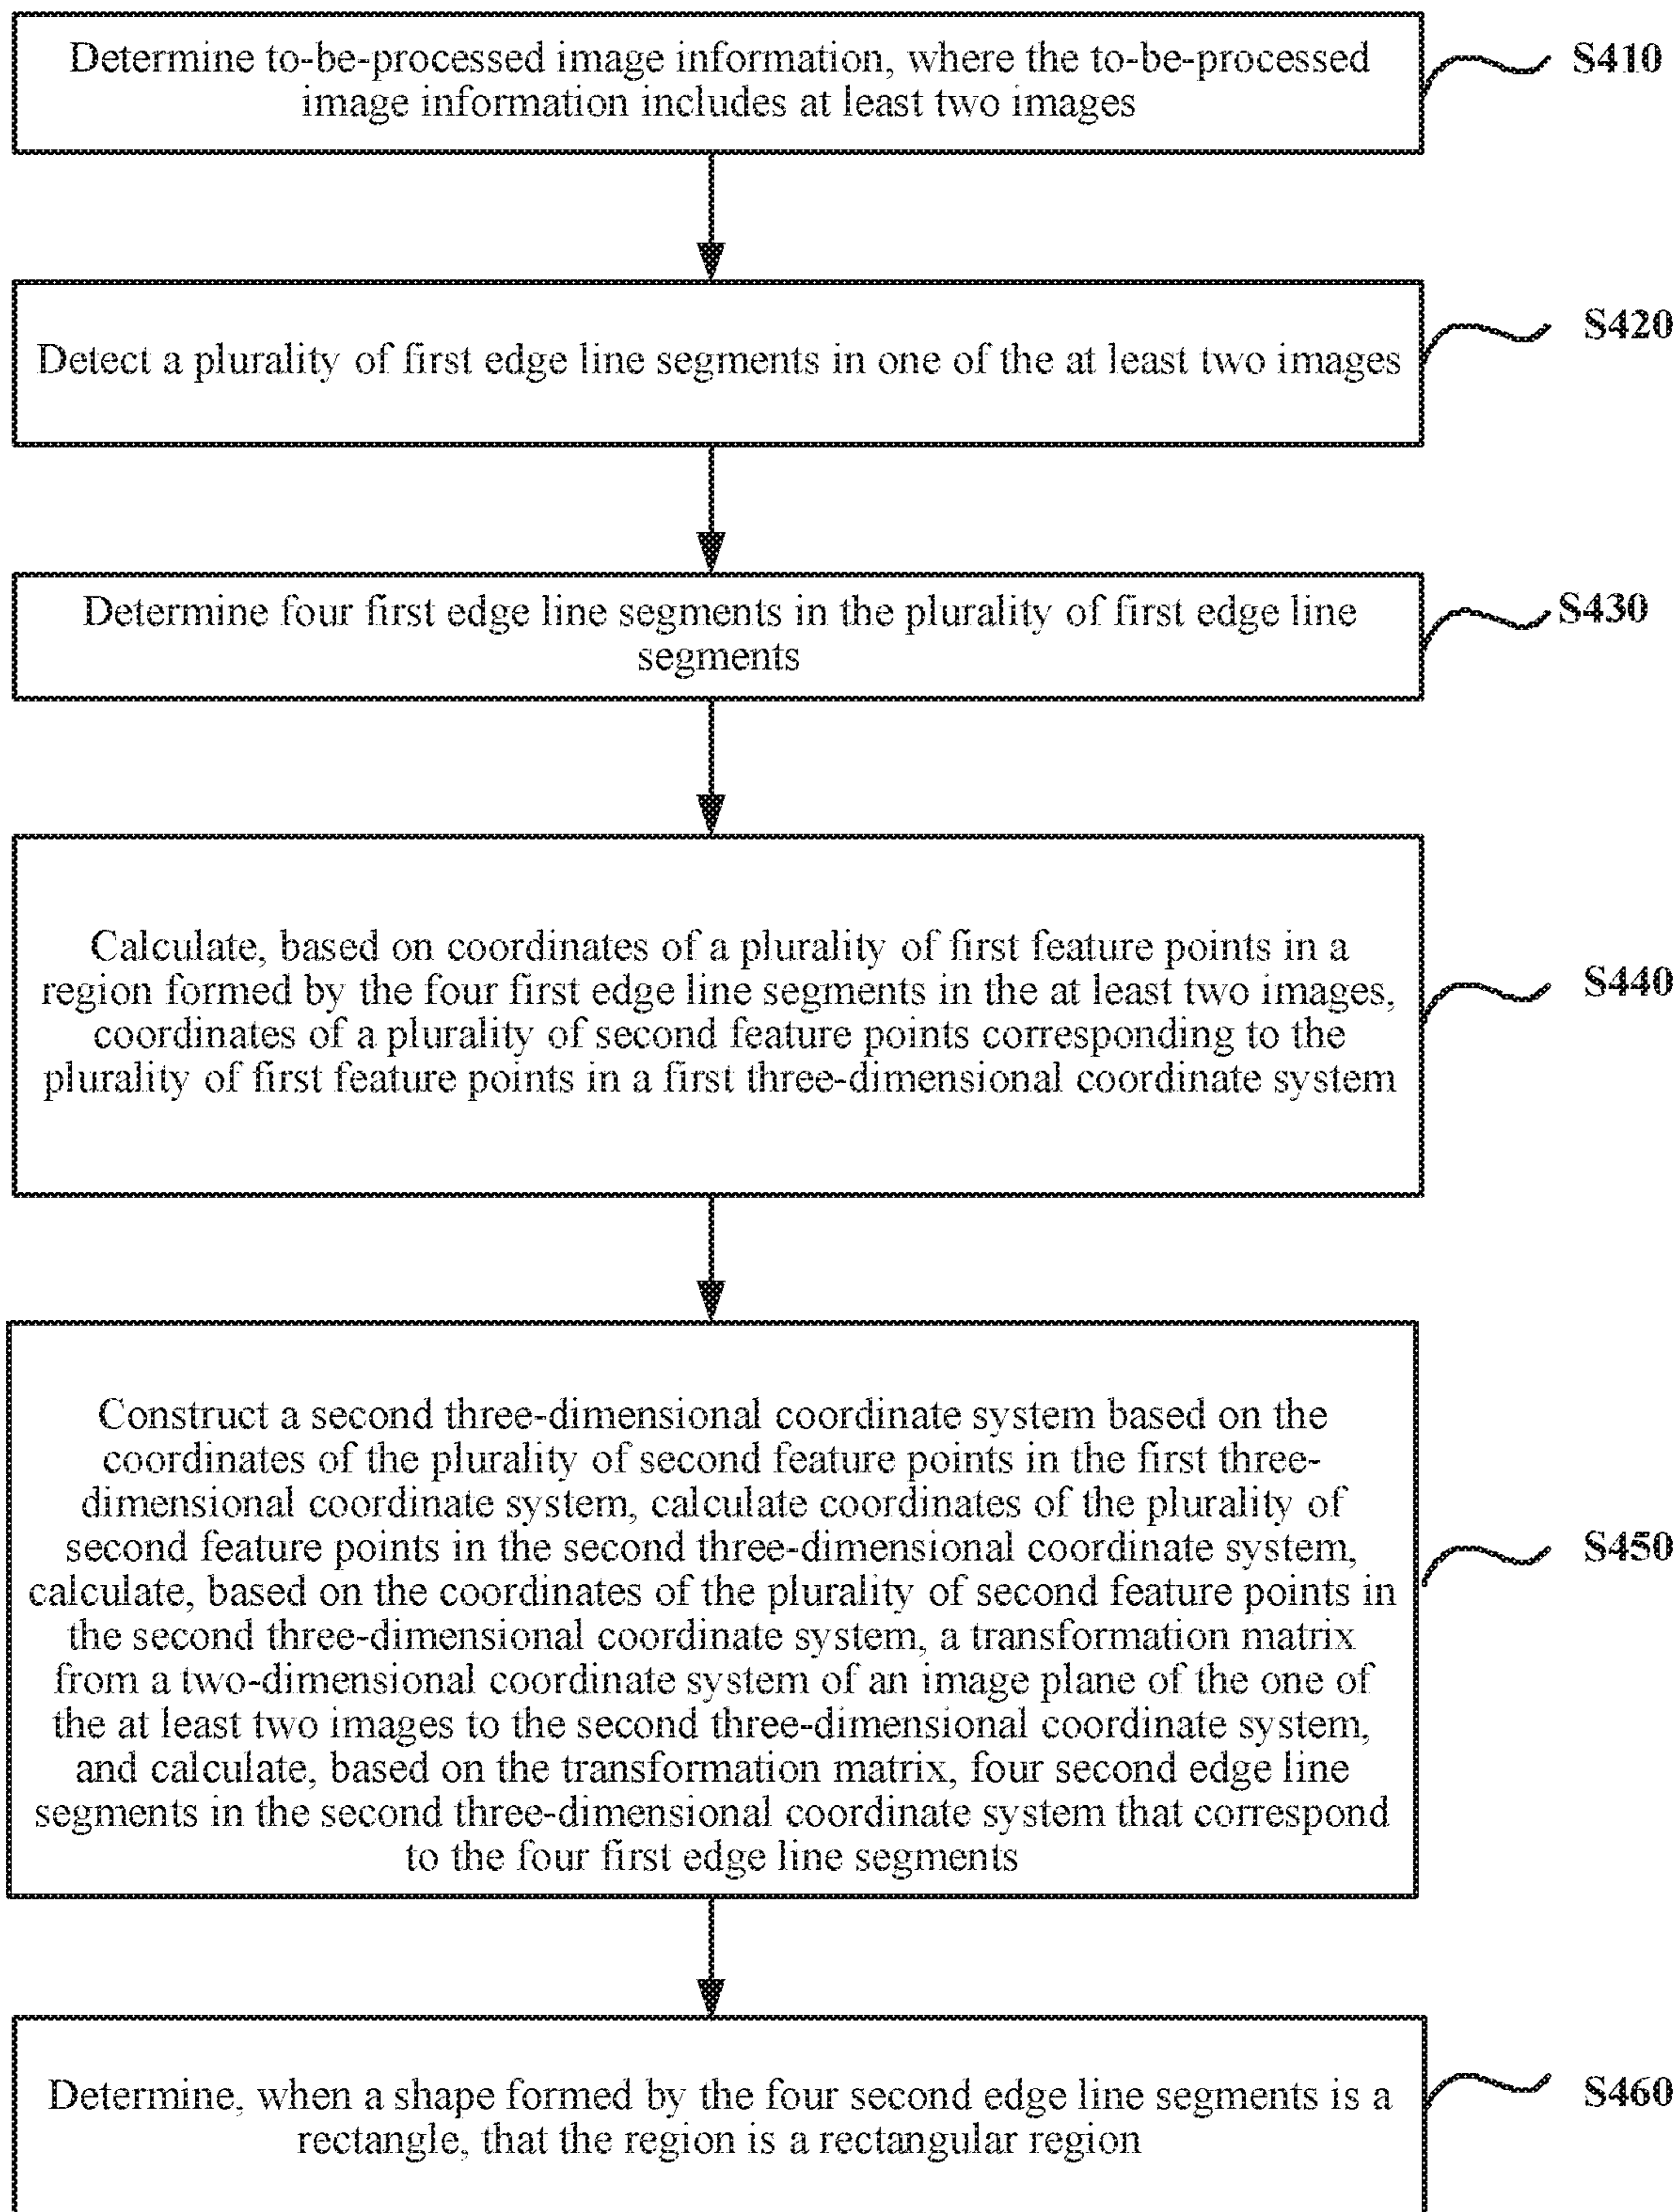 Determine to-be-processed image information, where the to-be-processed
image information includes at least two images
S410
Detect a plurality of first edge line segments in one of the at least two images
S420
Determine four first edge line segments in the plurality of first edge line
segments
S430
Calculate, based on coordinates of a plurality of first feature points in a
region formed by the four first edge line segments in the at least two images,
coordinates of a plurality of second feature points corresponding to the
plurality of first feature points in a first three-dimensional coordinate system
S440
Construct a second three-dimensional coordinate system based on the
coordinates of the plurality of second feature points in the first three-
dimensional coordinate system, calculate coordinates of the plurality of
second feature points in the second three-dimensional coordinate system,
calculate, based on the coordinates of the plurality of second feature points in
the second three-dimensional coordinate system, a transformation matrix
from a two-dimensional coordinate system of an image plane of the one of
the at least two images to the second three-dimensional coordinate system,
and calculate, based on the transformation matrix, four second edge line
segments in the second three-dimensional coordinate system that correspond
to the four first edge line segments
S450
Determine, when a shape formed by the four second edge line segments is a
rectangle, that the region is a rectangular region
S460